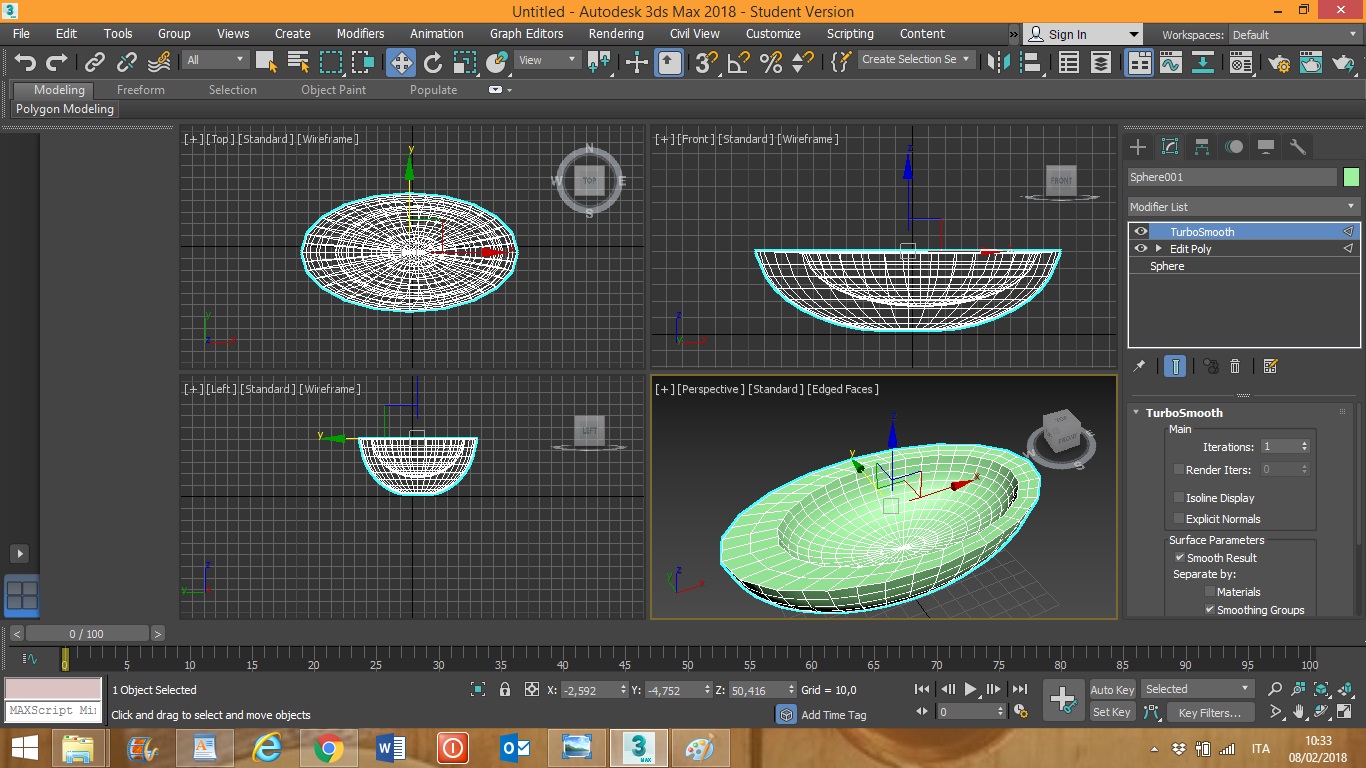 Untitled - Autodesk 3ds Max 2018 - Student Version
File Edit Tools Group Views Create Modifiers Animation Graph Editors Rendering Civil View Customize Scripting Content » Sign In Workspaces: Default
All View Create Selection Se
Modeling Freeform Selection Object Paint Populate
Polygon Modeling
[+] [Top] [Standard] [Wireframe]
N
W TOP E
S
y
y
z x
[+] [Front] [Standard] [Wireframe]
FRONT
z
z
[+] [Left] [Standard] [Wireframe]
LEFT
y
z
y
[+] [Perspective] [Standard] [Edged Faces]
TOP
FRONT
W S
z
y
x
z
y
Sphere001
Modifier List
TurboSmooth
Edit Poly
Sphere
TurboSmooth
Main
Iterations: 1
Render Iters: 0
Isoline Display
Explicit Normals
Surface Parameters
Smooth Result
Separate by:
Materials
Smoothing Groups
< 0 / 100 >
0 5 10 15 20 25 30 35 40 45 50 55 60 65 70 75 80 85 90 95 100
1 Object Selected X: -2,592 Y: -4,752 Z: 50,416 Grid = 10,0 Auto Key Selected
MAXScript Mi
Click and drag to select and move objects Add Time Tag 0 Set Key Key Filters...
3
MAX
ITA
10:33
08/02/2018